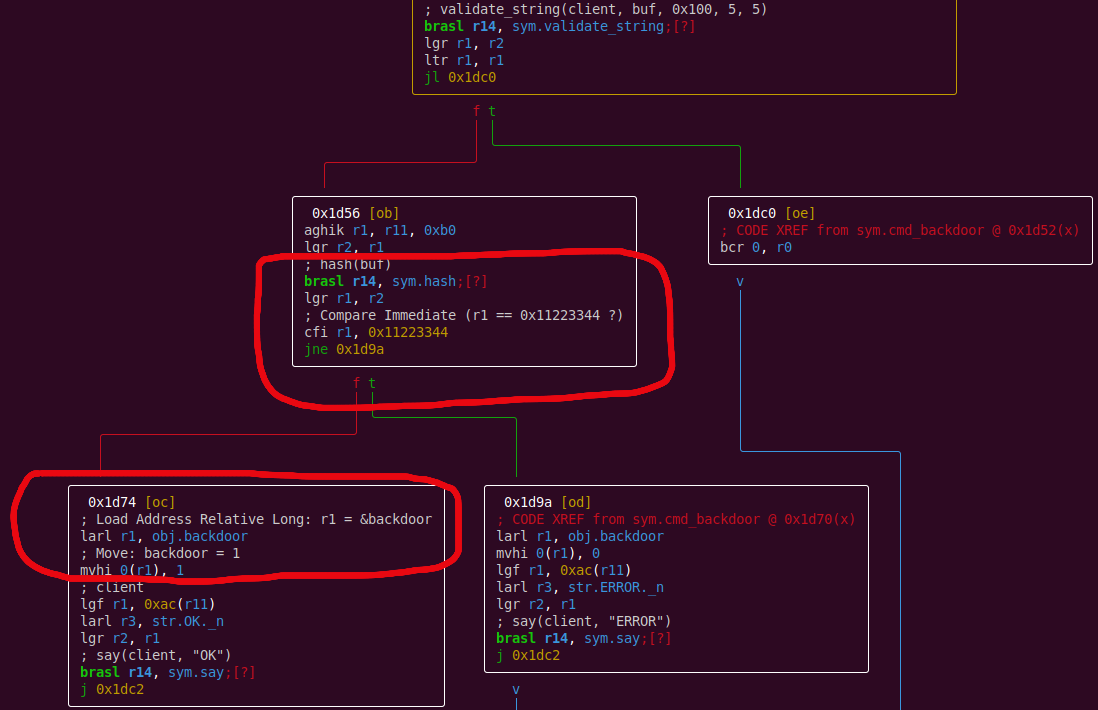 ; validate_string(client, buf, 0x100, 5, 5)
brasl r14, sym.validate_string;[?]
lgr r1, r2
ltr r1, r1
jl 0x1dc0
f t
0x1d56 [ob]
aghik r1, r11, 0xb0
lgr r2, r1
; hash(buf)
brasl r14, sym.hash;[?]
lgr r1, r2
; Compare Immediate (r1 == 0x11223344 ?)
cfi r1, 0x11223344
jne 0x1d9a
0x1dc0 [oe]
; CODE XREF from sym.cmd_backdoor @ 0x1d52(x)
bcr 0, r0
v
f t
0x1d74 [oc]
; Load Address Relative Long: r1 = &backdoor
larl r1, obj.backdoor
; Move: backdoor = 1
mvhi 0(r1), 1
; client
lgf r1, 0xac(r11)
larl r3, str.OK._n
lgr r2, r1
; say(client, "OK")
brasl r14, sym.say;[?]
j 0x1dc2
0x1d9a [od]
; CODE XREF from sym.cmd_backdoor @ 0x1d70(x)
larl r1, obj.backdoor
mvhi 0(r1), 0
lgf r1, 0xac(r11)
larl r3, str.ERROR._n
lgr r2, r1
; say(client, "ERROR")
brasl r14, sym.say;[?]
j 0x1dc2
v